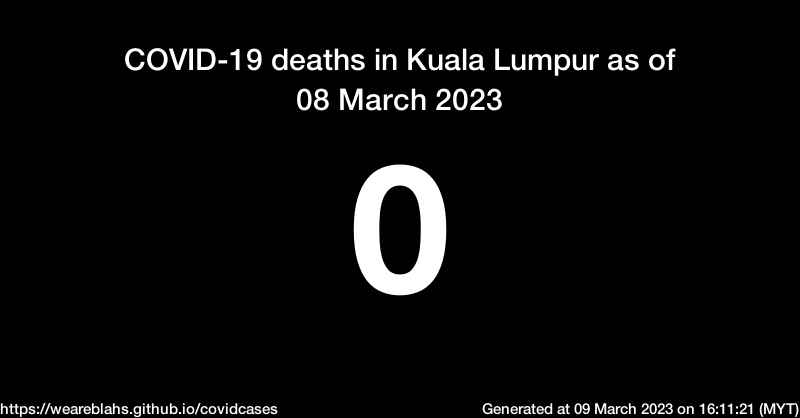 COVID-19 deaths in Kuala Lumpur as of
08 March 2023
0
https://weareblahs.github.io/covidcases
Generated at 09 March 2023 on 16:11:21 (MYT)